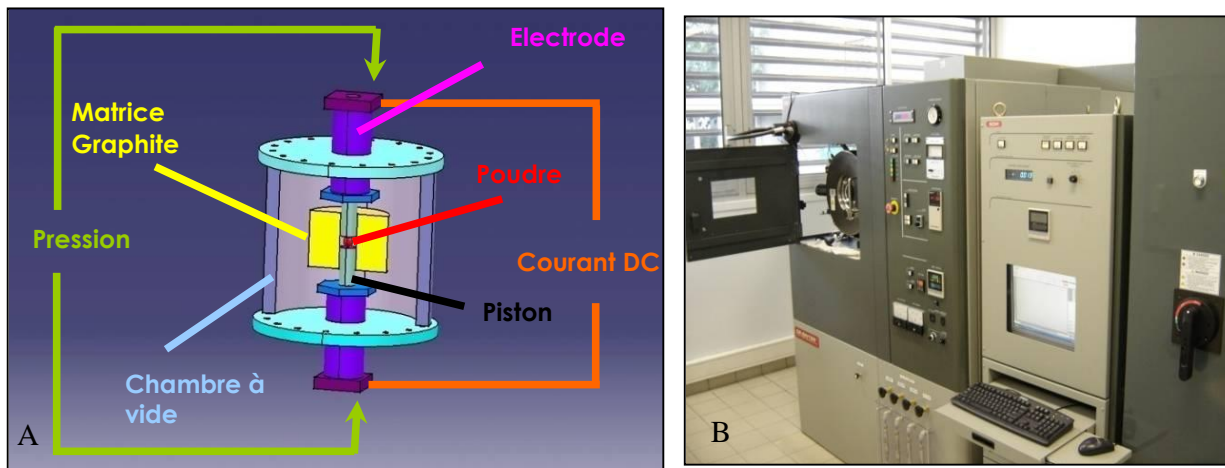 Electrode
Matrice
Graphite
Poudre
Pression
Courant DC
Piston
Chambre à
vide
A
B